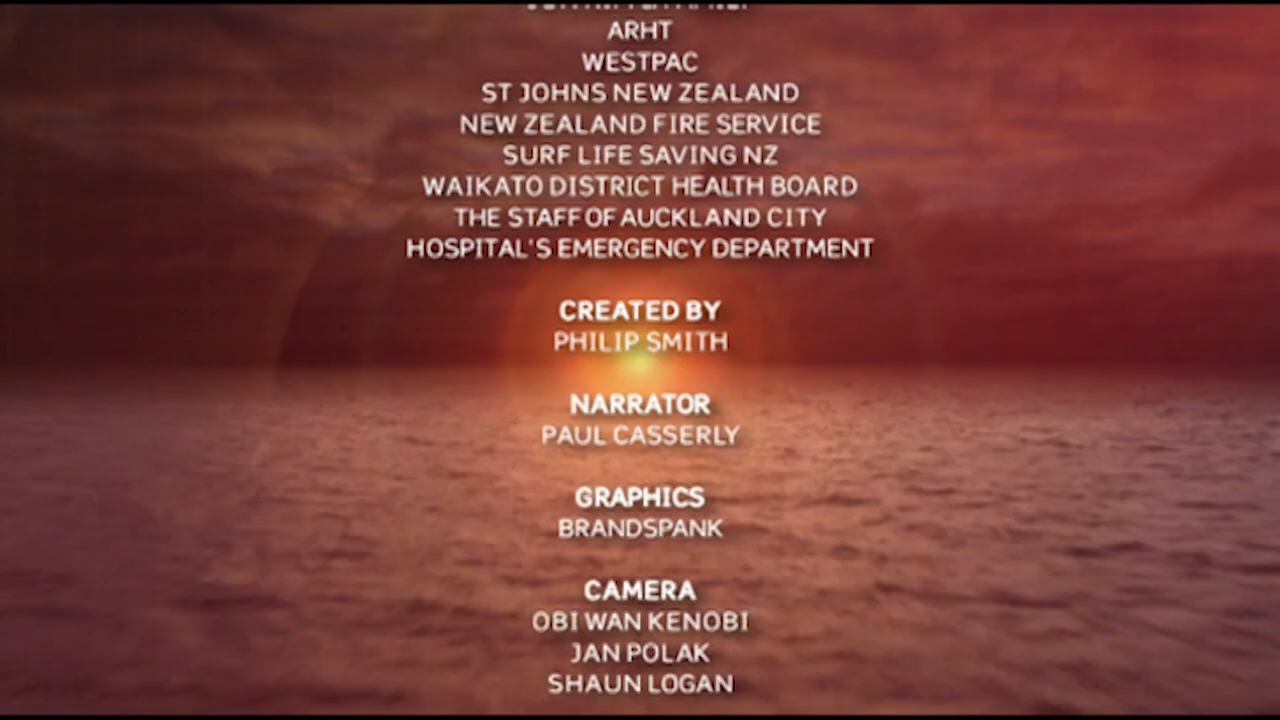 ARHT
WESTPAC
ST JOHNS NEW ZEALAND
NEW ZEALAND FIRE SERVICE
SURF LIFE SAVING NZ
WAIKATO DISTRICT HEALTH BOARD
THE STAFF OF AUCKLAND CITY
HOSPITAL'S EMERGENCY DEPARTMENT
CREATED BY
PHILIP SMITH
NARRATOR
PAUL CASSERLY
GRAPHICS
BRANDSPANK
CAMERA
OBI WAN KENOBI
JAN POLAK
SHAUN LOGAN